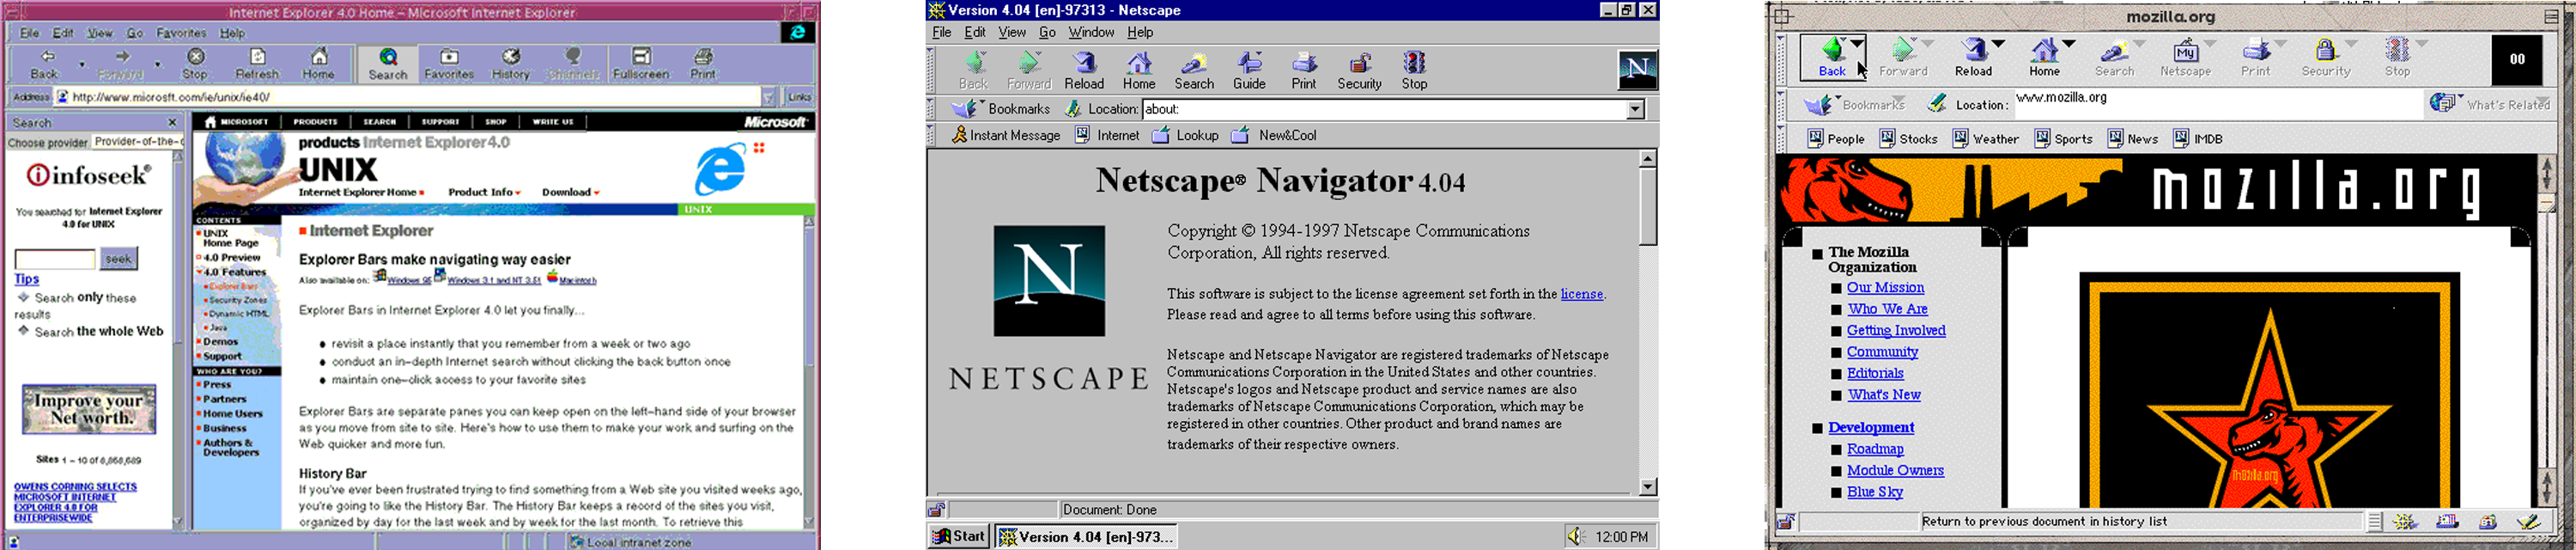 Internet Explorer 4.0 Home – Microsoft Internet Explorer
File Edit View Go Favorites Help
Back Forward Stop Refresh Home Search Favorites History Channels Fullscreen Print
Address http://www.microsft.com/ie/unix/ie40/ Links
Search
Choose provider Provider-of-the-d
infoseek®
You searched for Internet Explorer
4.0 for UNIX
seek
Tips
Search only these
results
Search the whole Web
Improve your
Net worth.
Sites 1 – 10 of 8,868,689
OWENS CORNING SELECTS
MICROSOFT INTERNET
EXPLORER 4.0 FOR
ENTERPRISEWIDE
MICROSOFT PRODUCTS SEARCH SUPPORT SHOP WRITE US Microsoft
products Internet Explorer 4.0
UNIX
Internet Explorer Home Product Info Download
UNIX
CONTENTS
UNIX
Home Page
4.0 Preview
4.0 Features
Explorer Bars
Security Zones
Dynamic HTML
Java
Demos
Support
WHO ARE YOU?
Press
Partners
Home Users
Business
Authors &
Developers
Internet Explorer
Explorer Bars make navigating way easier
Also available on: Windows 95 Windows 3.1 and NT 3.51 Macintosh
Explorer Bars in Internet Explorer 4.0 let you finally...
revisit a place instantly that you remember from a week or two ago
conduct an in–depth Internet search without clicking the back button once
maintain one–click access to your favorite sites
Explorer Bars are separate panes you can keep open on the left–hand side of your browser
as you move from site to site. Here's how to use them to make your work and surfing on the
Web quicker and more fun.
History Bar
If you've ever been frustrated trying to find something from a Web site you visited weeks ago,
you're going to like the History Bar. The History Bar keeps a record of the sites you visit,
organized by day for the last week and by week for the last month. To retrieve this
Local intranet zone
Version 4.04 [en]-97313 - Netscape
File Edit View Go Window Help
Back Forward Reload Home Search Guide Print Security Stop
N
Bookmarks Location: about:
Instant Message Internet Lookup New&Cool
Netscape® Navigator 4.04
N
NETSCAPE
Copyright © 1994-1997 Netscape Communications
Corporation, All rights reserved.
This software is subject to the license agreement set forth in the license.
Please read and agree to all terms before using this software.
Netscape and Netscape Navigator are registered trademarks of Netscape
Communications Corporation in the United States and other countries.
Netscape's logos and Netscape product and service names are also
trademarks of Netscape Communications Corporation, which may be
registered in other countries. Other product and brand names are
trademarks of their respective owners.
Document: Done
Start Version 4.04 [en]-973... 12:00 PM
mozilla.org
Back Forward Reload Home Search My Netscape Print Security Stop
00
Bookmarks Location: www.mozilla.org What's Related
People Stocks Weather Sports News IMDB
mozilla.org
The Mozilla
Organization
Our Mission
Who We Are
Getting Involved
Community
Editorials
What's New
Development
Roadmap
Module Owners
Blue Sky
mozilla.org
Return to previous document in history list